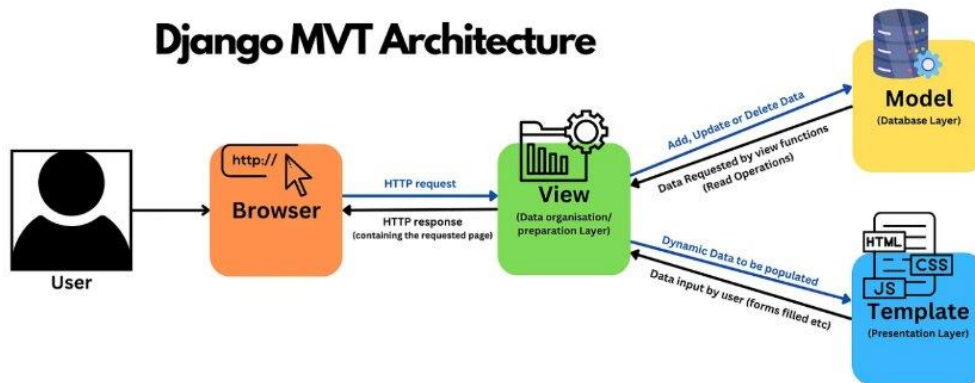 Django MVT Architecture
User
http://
Browser
HTTP request
HTTP response
(containing the requested page)
View
(Data organisation/
preparation Layer)
Add, Update or Delete Data
Data Requested by view functions
(Read Operations)
Model
(Database Layer)
Dynamic Data to be populated
Data input by user (forms filled etc)
HTML
CSS
JS
Template
(Presentation Layer)